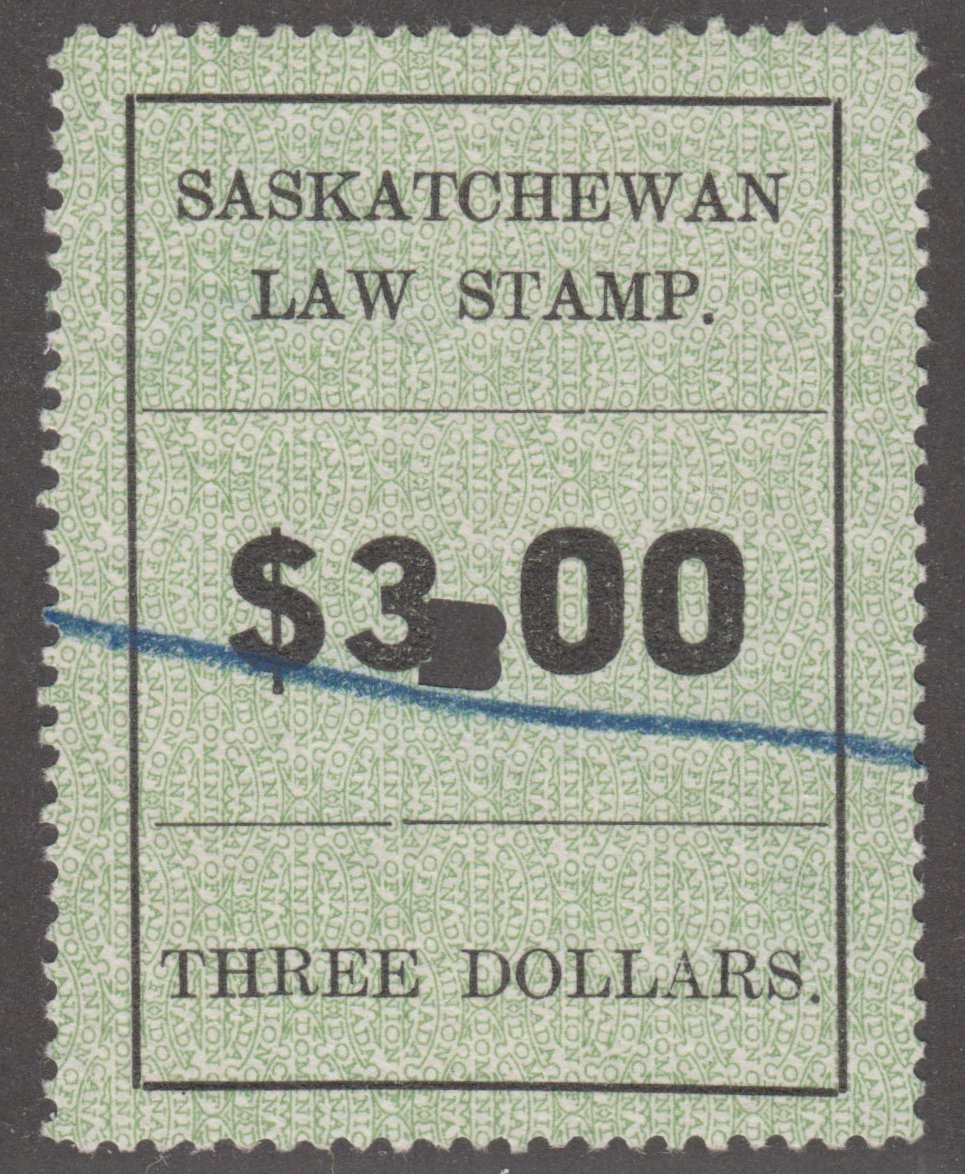 SASKATCHEWAN
LAW STAMP.
$3.00
THREE DOLLARS.